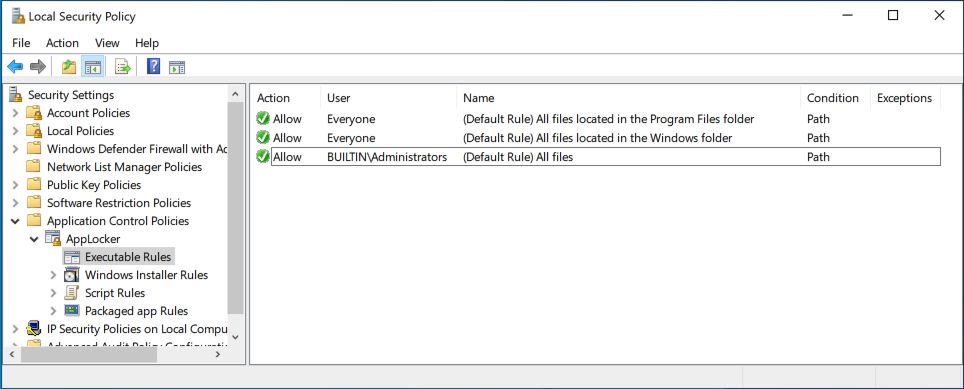 Local Security Policy
File Action View Help
Security Settings
Account Policies
Local Policies
Windows Defender Firewall with Ac
Network List Manager Policies
Public Key Policies
Software Restriction Policies
Application Control Policies
AppLocker
Executable Rules
Windows Installer Rules
Script Rules
Packaged app Rules
IP Security Policies on Local Compu
Advanced Audit Policy Configurati
Action User Name Condition Exceptions
Allow Everyone (Default Rule) All files located in the Program Files folder Path
Allow Everyone (Default Rule) All files located in the Windows folder Path
Allow BUILTIN\Administrators (Default Rule) All files Path